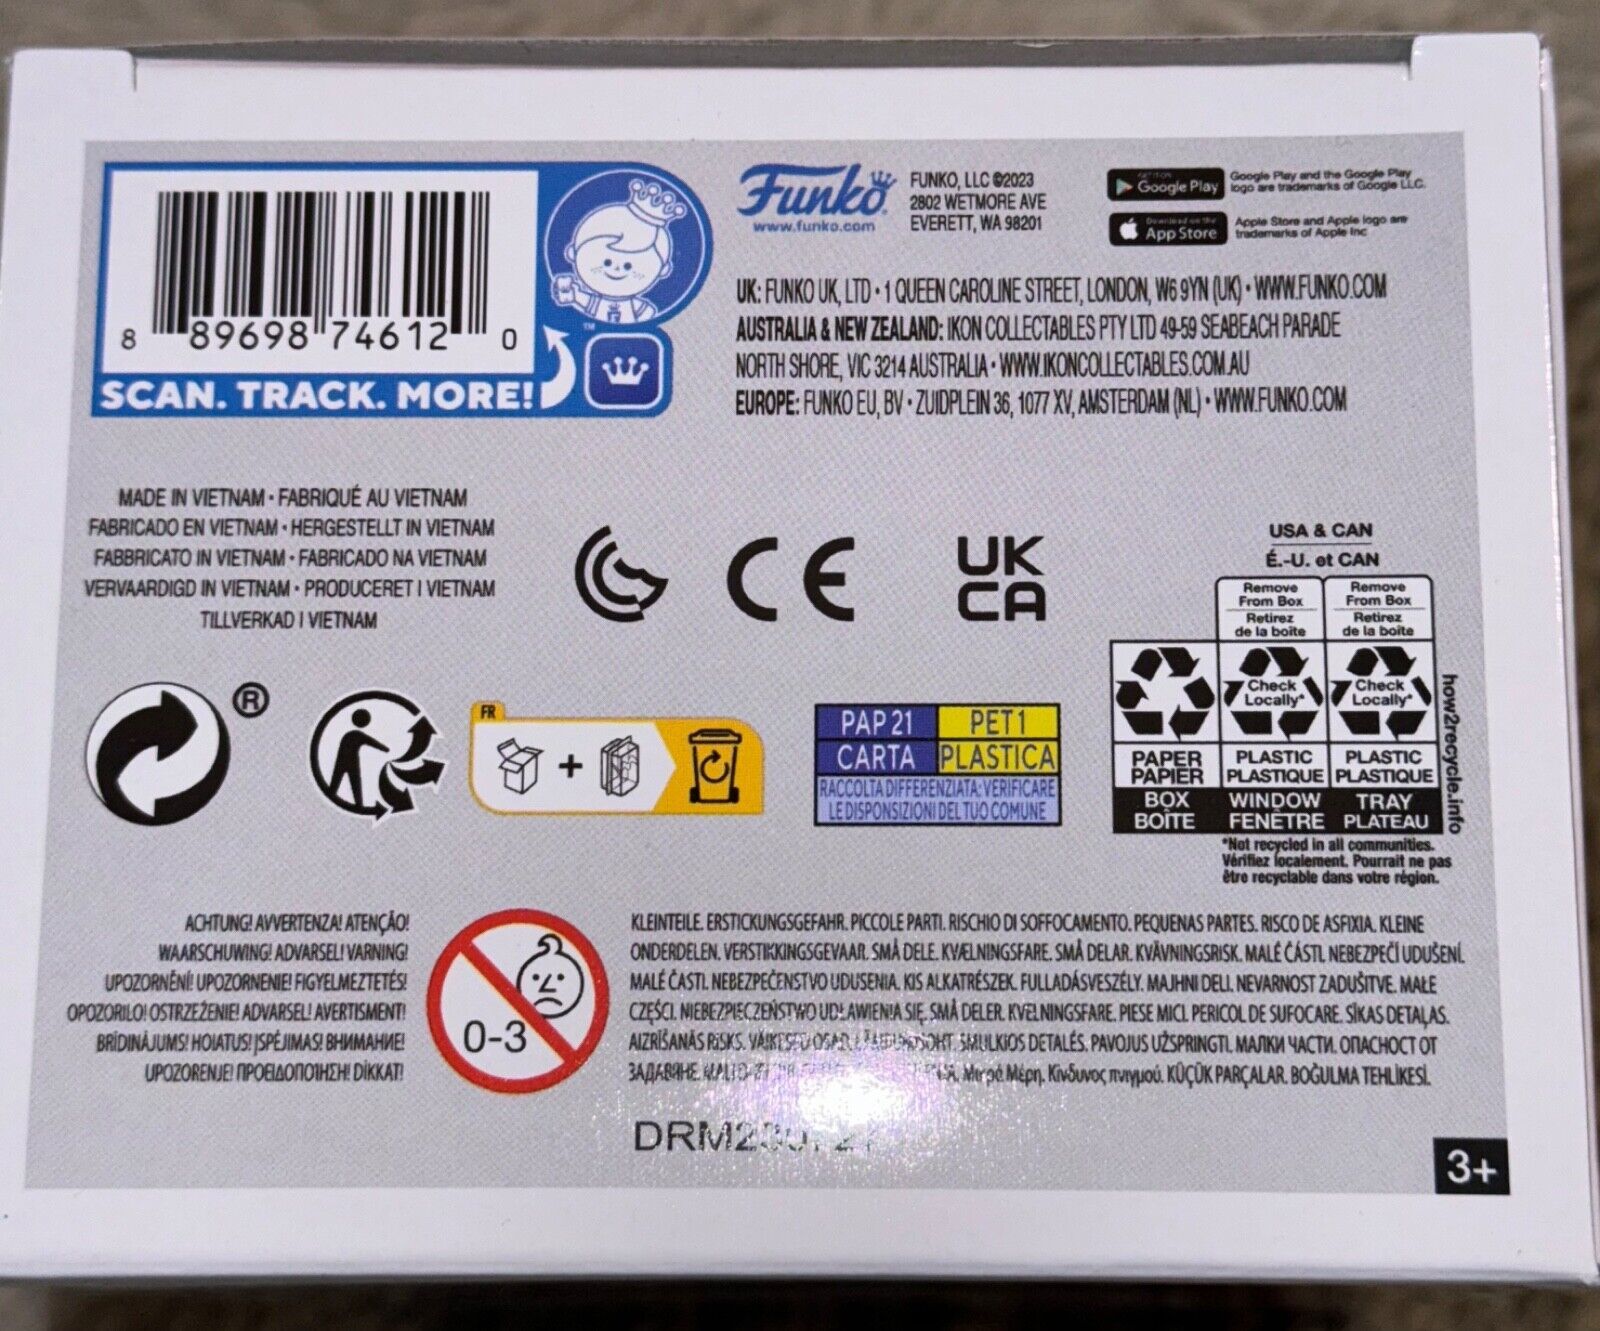 8 89698 74612 0
SCAN. TRACK. MORE!
™
Funko
www.funko.com
FUNKO, LLC ©2023
2802 WETMORE AVE
EVERETT, WA 98201
GET IT ON
Google Play
Google Play and the Google Play
logo are trademarks of Google LLC.
Download on the
App Store
Apple Store and Apple logo are
trademarks of Apple Inc
UK: FUNKO UK, LTD • 1 QUEEN CAROLINE STREET, LONDON, W6 9YN (UK) • WWW.FUNKO.COM
AUSTRALIA & NEW ZEALAND: IKON COLLECTABLES PTY LTD 49-59 SEABEACH PARADE
NORTH SHORE, VIC 3214 AUSTRALIA • WWW.IKONCOLLECTABLES.COM.AU
EUROPE: FUNKO EU, BV • ZUIDPLEIN 36, 1077 XV, AMSTERDAM (NL) • WWW.FUNKO.COM
MADE IN VIETNAM • FABRIQUÉ AU VIETNAM
FABRICADO EN VIETNAM • HERGESTELLT IN VIETNAM
FABBRICATO IN VIETNAM • FABRICADO NA VIETNAM
VERVAARDIGD IN VIETNAM • PRODUCERET I VIETNAM
TILLVERKAD I VIETNAM
CE
UK
CA
USA & CAN
É.-U. et CAN
Remove
From Box
Retirez
de la boîte
Remove
From Box
Retirez
de la boîte
Check
Locally*
Check
Locally*
PAPER
PAPIER
PLASTIC
PLASTIQUE
PLASTIC
PLASTIQUE
BOX
BOÎTE
WINDOW
FENÊTRE
TRAY
PLATEAU
how2recycle.info
*Not recycled in all communities.
Vérifiez localement. Pourrait ne pas
être recyclable dans votre région.
®
FR
+
PAP 21
PET 1
CARTA
PLASTICA
RACCOLTA DIFFERENZIATA: VERIFICARE
LE DISPONSIZIONI DEL TUO COMUNE
ACHTUNG! AVVERTENZA! ATENÇÃO!
WAARSCHUWING! ADVARSEL! VARNING!
UPOZORNĚNÍ! UPOZORNENIE! FIGYELMEZTETÉS!
OPOZORILO! OSTRZEŻENIE! ADVARSEL! AVERTISMENT!
BRĪDINĀJUMS! HOIATUS! ĮSPĖJIMAS! ВНИМАНИЕ!
UPOZORENJE! ΠΡΟΕΙΔΟΠΟΙΗΣΗ! DİKKAT!
0-3
KLEINTEILE. ERSTICKUNGSGEFAHR. PICCOLE PARTI. RISCHIO DI SOFFOCAMENTO. PEQUENAS PARTES. RISCO DE ASFIXIA. KLEINE
ONDERDELEN. VERSTIKKINGSGEVAAR. SMÅ DELE. KVÆLNINGSFARE. SMÅ DELAR. KVÄVNINGSRISK. MALÉ ČÁSTI. NEBEZPEČÍ UDUŠENÍ.
MALÉ ČASTI. NEBEZPEČENSTVO UDUSENIA. KIS ALKATRÉSZEK. FULLADÁSVESZÉLY. MAJHNI DELI. NEVARNOST ZADUŠITVE. MAŁE
CZĘŚCI. NIEBEZPIECZEŃSTWO UDŁAWIENIA SIĘ. SMÅ DELER. KVELNINGSFARE. PIESE MICI. PERICOL DE SUFOCARE. SĪKAS DETAĻAS.
AIZRĪŠANĀS RISKS. VÄIKESED OSAD. SMULKIOS DETALĖS. PAVOJUS UŽSPRINGTI. МАЛКИ ЧАСТИ. ОПАСНОСТ ОТ
ЗАДАВЯНЕ. Μικρά Μέρη. Κίνδυνος πνιγμού. KÜÇÜK PARÇALAR. BOĞULMA TEHLİKESİ.
3+